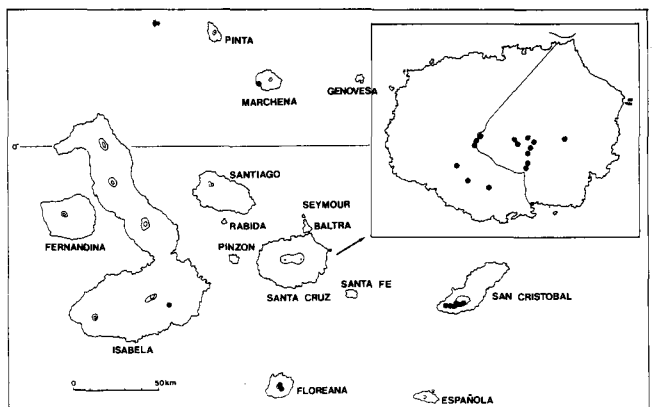 PINTA
MARCHENA
GENOVESA
0°
SANTIAGO
SEYMOUR
BALTRA
RABIDA
PINZON
FERNANDINA
SANTA CRUZ
SANTA FE
SAN CRISTOBAL
ISABELA
0 50km
FLOREANA
ESPAÑOLA